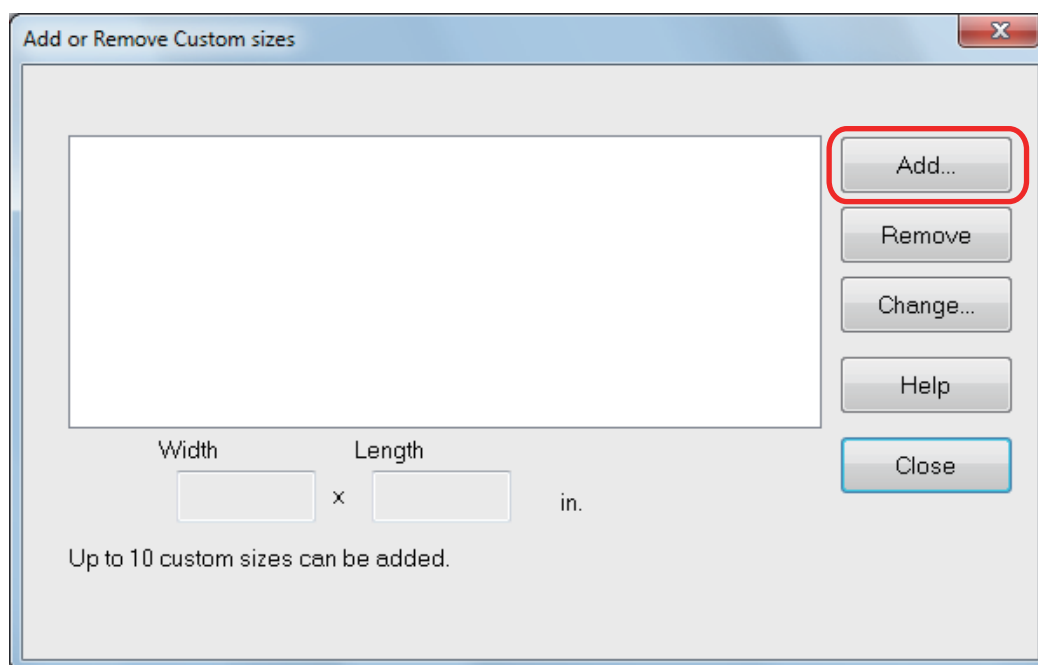 Add or Remove Custom sizes
Add...
Remove
Change...
Help
Close
Width Length
x in.
Up to 10 custom sizes can be added.